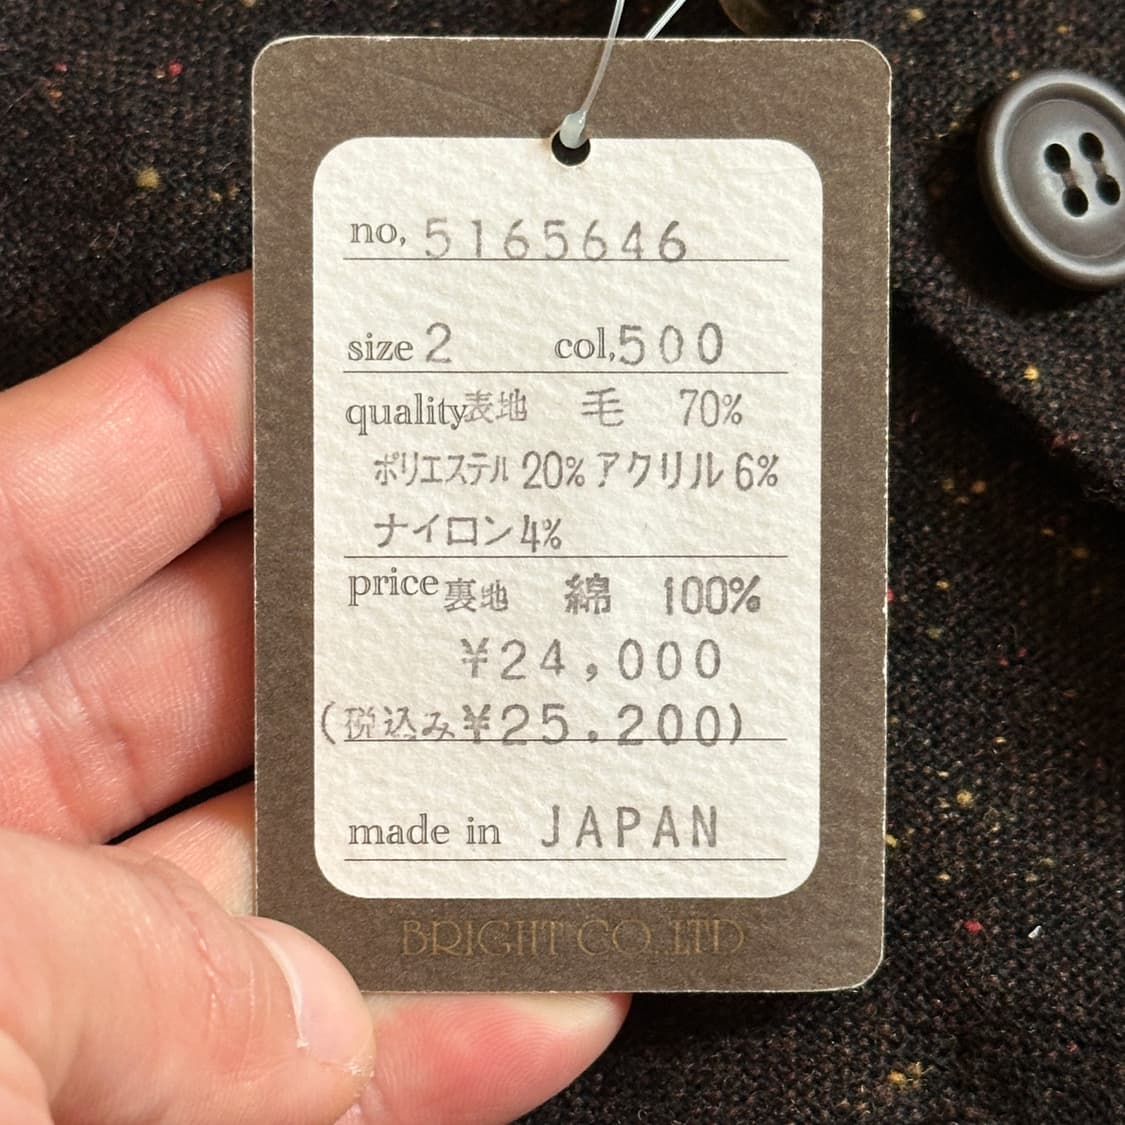 no, 5165646
size 2 col, 500
quality 表地 毛 70%
ポリエステル 20% アクリル 6%
ナイロン 4%
price 裏地 綿 100%
¥24,000
(税込み¥25.200)
made in JAPAN
BRIGHT CO.,LTD